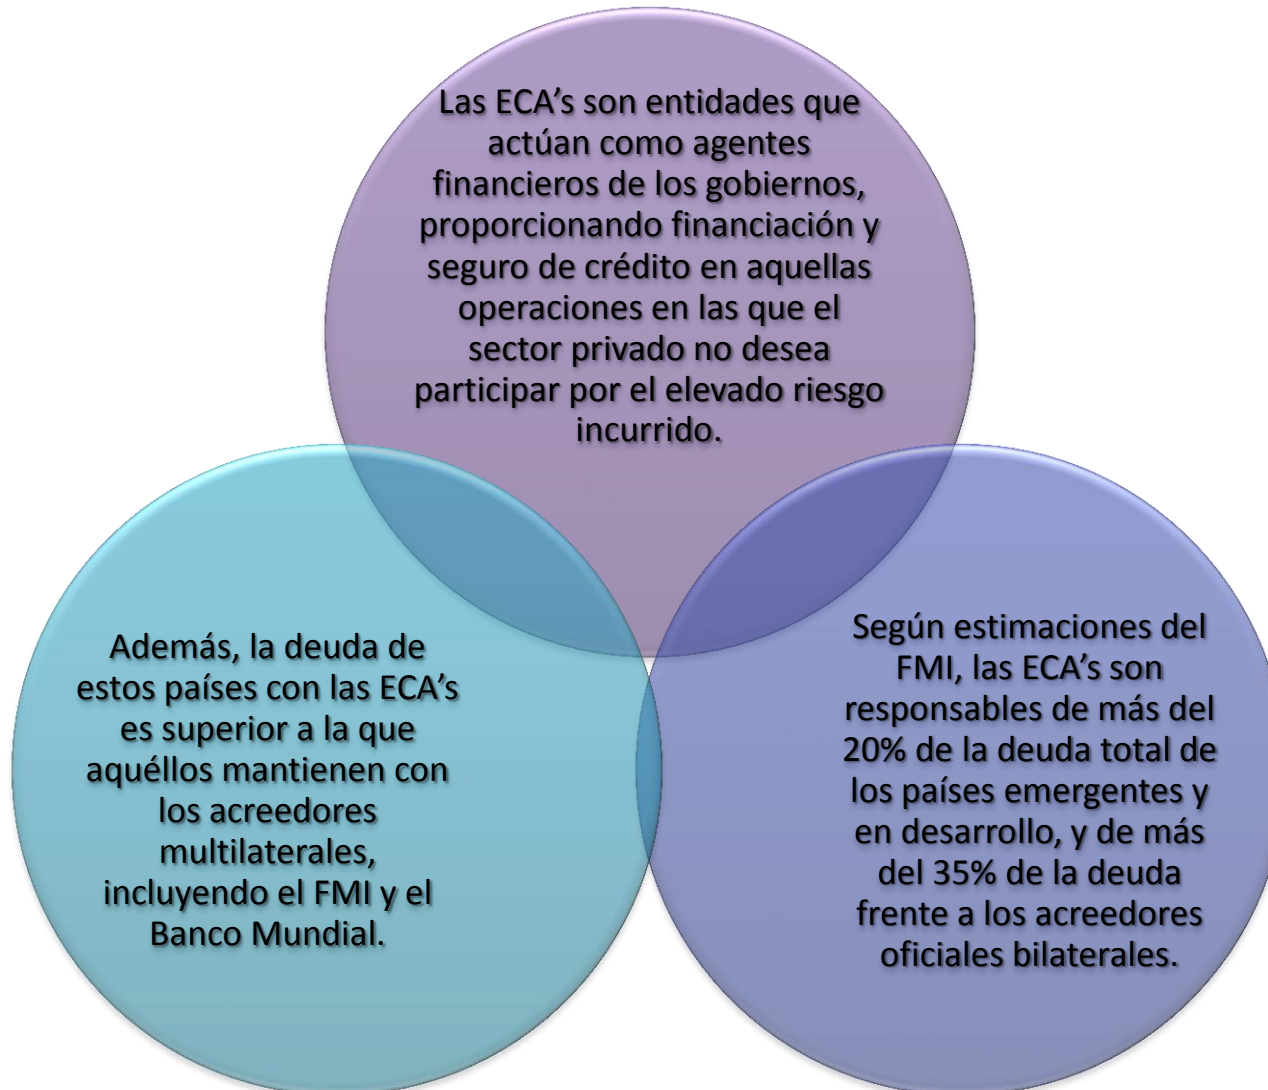 Las ECA’s son entidades que
actúan como agentes
financieros de los gobiernos,
proporcionando financiación y
seguro de crédito en aquellas
operaciones en las que el
sector privado no desea
participar por el elevado riesgo
incurrido.
Además, la deuda de
estos países con las ECA’s
es superior a la que
aquéllos mantienen con
los acreedores
multilaterales,
incluyendo el FMI y el
Banco Mundial.
Según estimaciones del
FMI, las ECA’s son
responsables de más del
20% de la deuda total de
los países emergentes y
en desarrollo, y de más
del 35% de la deuda
frente a los acreedores
oficiales bilaterales.